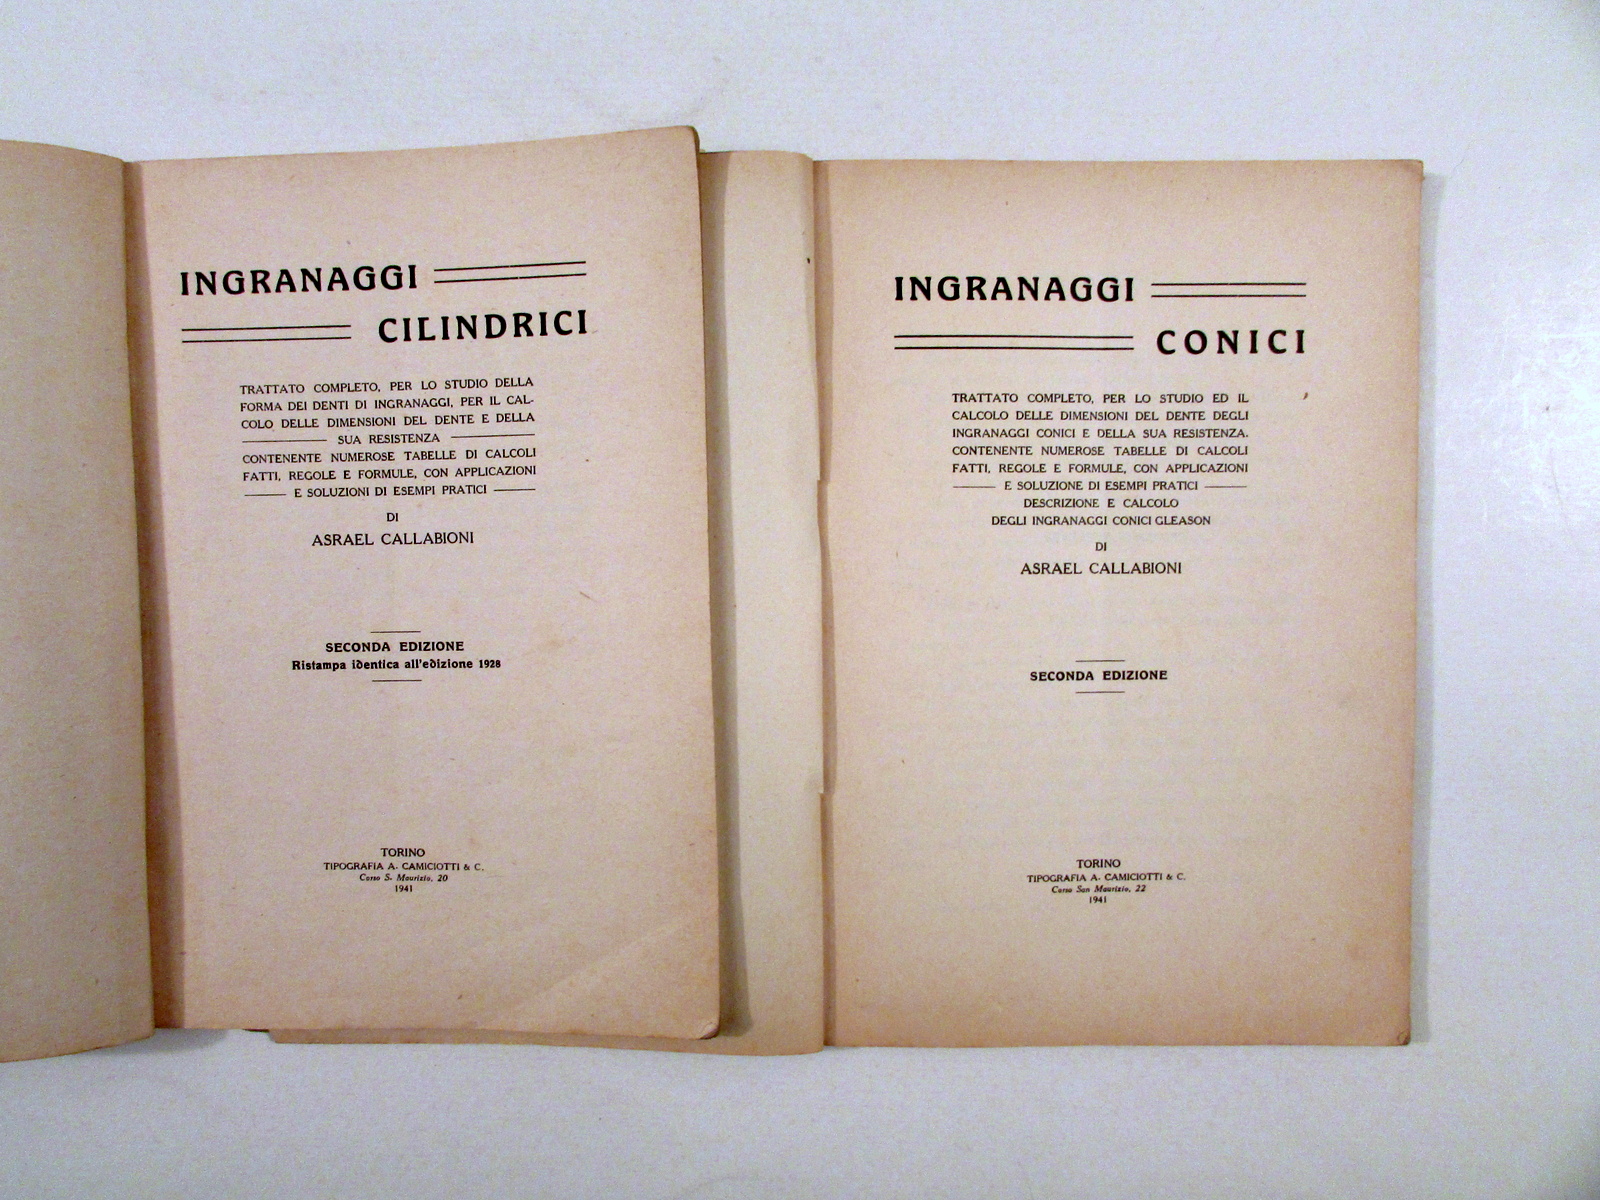 INGRANAGGI
CILINDRICI
TRATTATO COMPLETO, PER LO STUDIO DELLA
FORMA DEI DENTI DI INGRANAGGI, PER IL CAL-
COLO DELLE DIMENSIONI DEL DENTE E DELLA
SUA RESISTENZA
CONTENENTE NUMEROSE TABELLE DI CALCOLI
FATTI, REGOLE E FORMULE, CON APPLICAZIONI
E SOLUZIONI DI ESEMPI PRATICI
DI
ASRAEL CALLABIONI
SECONDA EDIZIONE
Ristampa identica all'edizione 1928
TORINO
TIPOGRAFIA A. CAMICIOTTI & C.
Corso S. Maurizio, 20
1941
INGRANAGGI
CONICI
TRATTATO COMPLETO, PER LO STUDIO ED IL
CALCOLO DELLE DIMENSIONI DEL DENTE DEGLI
INGRANAGGI CONICI E DELLA SUA RESISTENZA.
CONTENENTE NUMEROSE TABELLE DI CALCOLI
FATTI, REGOLE E FORMULE, CON APPLICAZIONI
E SOLUZIONE DI ESEMPI PRATICI
DESCRIZIONE E CALCOLO
DEGLI INGRANAGGI CONICI GLEASON
DI
ASRAEL CALLABIONI
SECONDA EDIZIONE
TORINO
TIPOGRAFIA A. CAMICIOTTI & C.
Corso San Maurizio, 22
1941